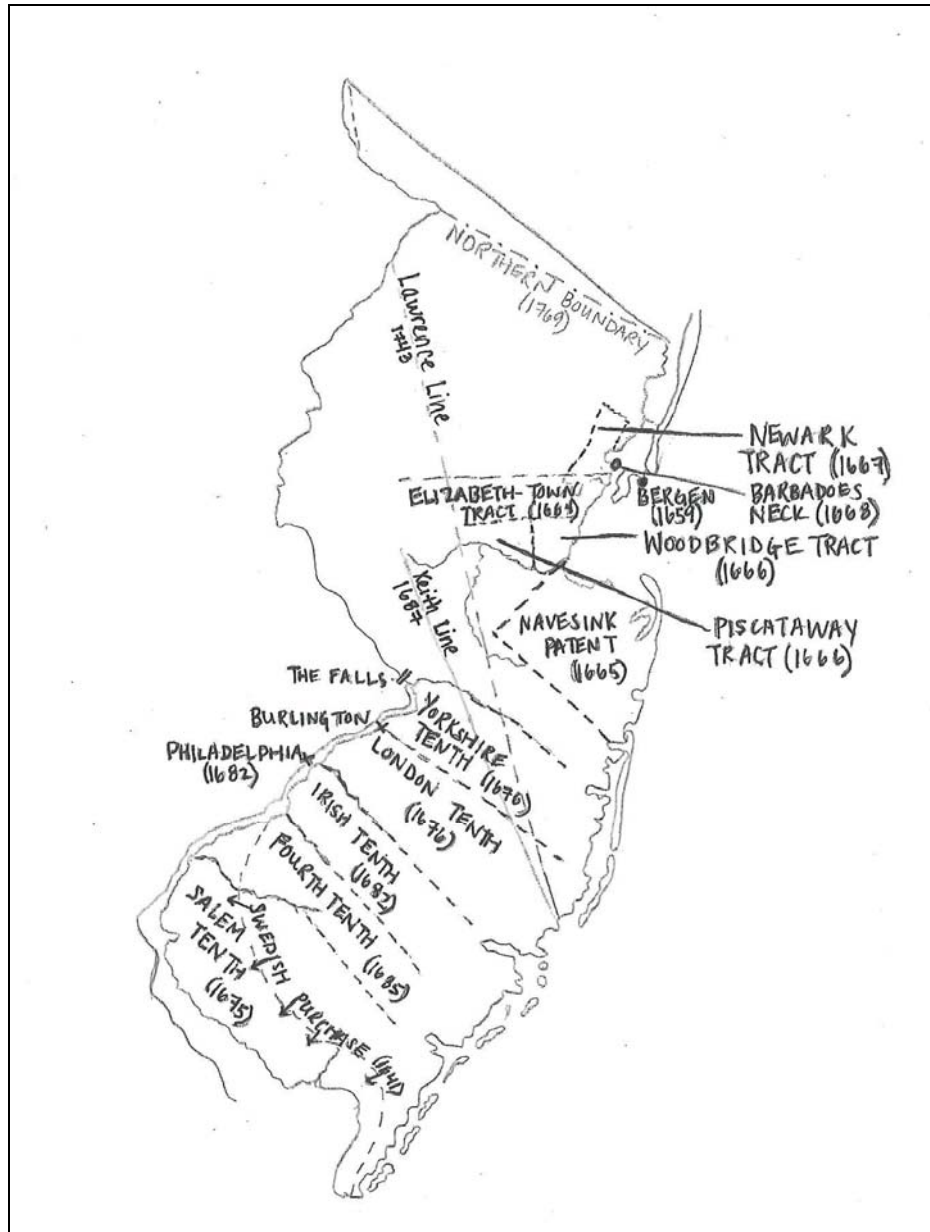 NORTHERN BOUNDARY
(1769)
Lawrence Line
1743
NEWARK
TRACT (1667)
ELIZABETH-TOWN
TRACT
BERGEN
(1659)
BARBADOES
NECK (1668)
WOODBRIDGE TRACT
(1666)
Keith Line
1687
NAVESINK
PATENT
(1665)
PISCATAWAY
TRACT (1666)
THE FALLS
BURLINGTON
PHILADELPHIA
(1682)
YORKSHIRE
TENTH (1676)
LONDON TENTH
(1676)
IRISH TENTH
(1682)
FOURTH TENTH (1685)
SALEM
TENTH
(1675)
SWEDISH PURCHASE